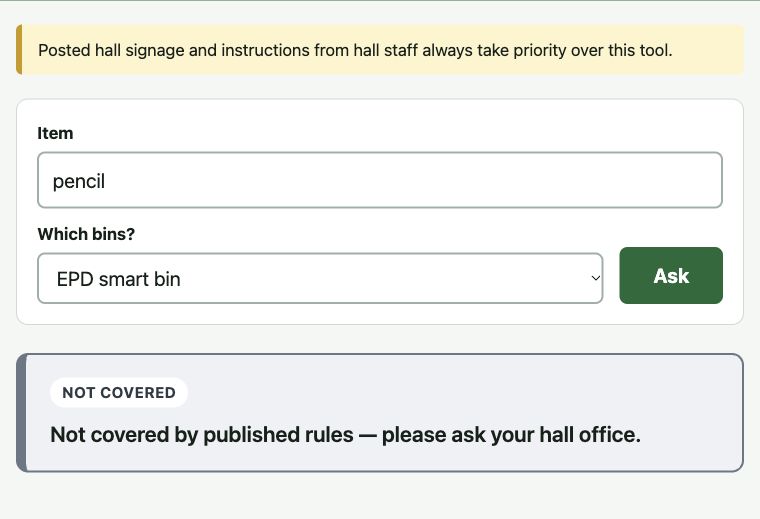 Posted hall signage and instructions from hall staff always take priority over this tool.
Item
pencil
Which bins?
EPD smart bin
Ask
NOT COVERED
Not covered by published rules — please ask your hall office.